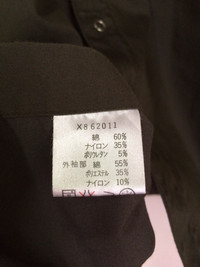 X862011
綿 60%
ナイロン 35%
ポリウレタン 5%
外袖部 綿 55%
ポリエステル 35%
ナイロン 10%